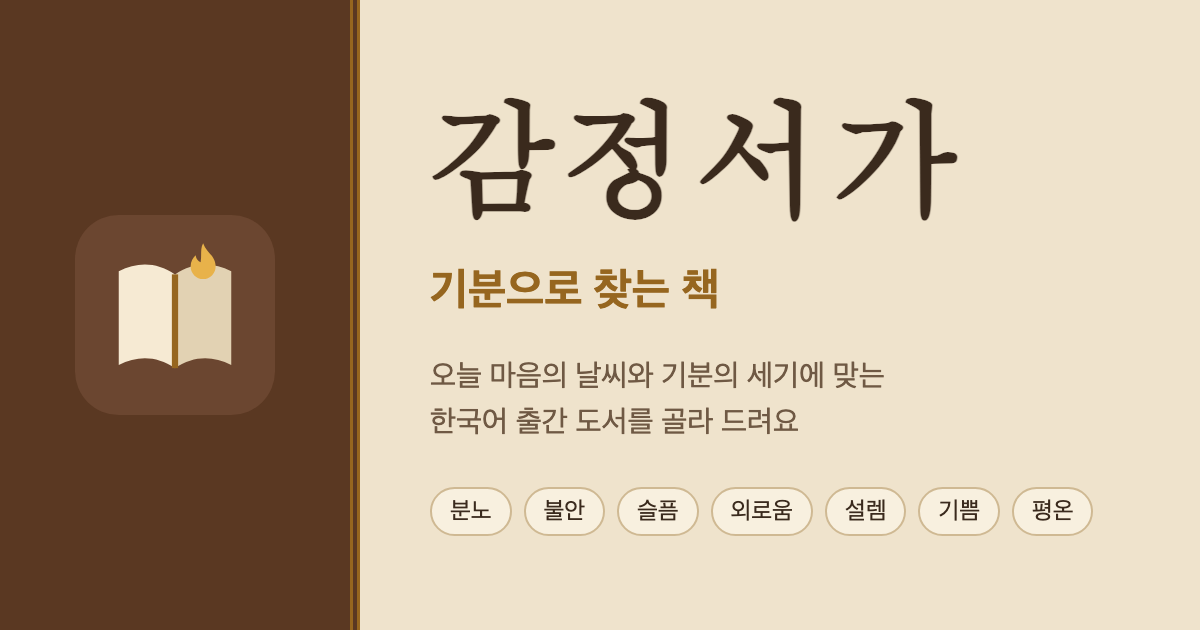 감정서가
기분으로 찾는 책
오늘 마음의 날씨와 기분의 세기에 맞는
한국어 출간 도서를 골라 드려요
분노 불안 슬픔 외로움 설렘 기쁨 평온